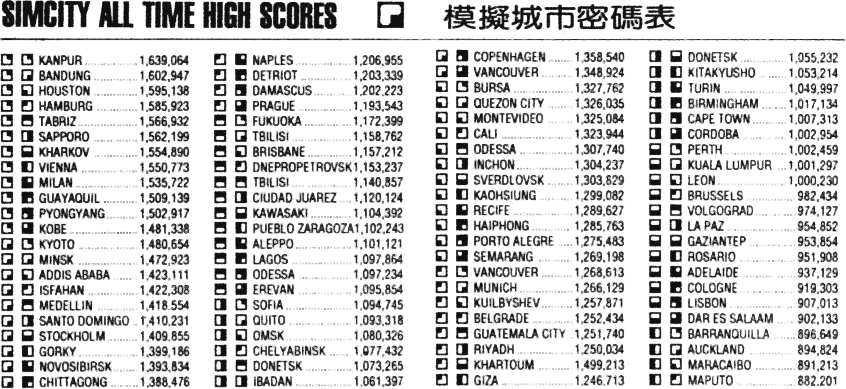 SIMCITY ALL TIME HIGH SCORES
模擬城市密碼表
KANPUR 1,639,064
BANDUNG 1,602,947
HOUSTON 1,595,138
HAMBURG 1,585,923
TABRIZ 1,566,932
SAPPORO 1,562,199
KHARKOV 1,554,890
VIENNA 1,550,773
MILAN 1,535,722
GUAYAQUIL 1,509,139
PYONGYANG 1,502,917
KOBE 1,481,338
KYOTO 1,480,654
MINSK 1,472,923
ADDIS ABABA 1,423,111
ISFAHAN 1,422,308
MEDELLIN 1,418,554
SANTO DOMINGO 1,410,231
STOCKHOLM 1,409,855
GORKY 1,399,186
NOVOSIBIRSK 1,393,834
CHITTAGONG 1,388,476
NAPLES 1,206,955
DETRIOT 1,203,339
DAMASCUS 1,202,223
PRAGUE 1,193,543
FUKUOKA 1,172,399
TBILISI 1,158,762
BRISBANE 1,157,212
DNEPROPETROVSK 1,153,237
TBILISI 1,140,857
CIUDAD JUAREZ 1,120,124
KAWASAKI 1,104,392
PUEBLO ZARAGOZA 1,102,243
ALEPPO 1,101,121
LAGOS 1,097,864
ODESSA 1,097,234
EREVAN 1,095,854
SOFIA 1,094,745
QUITO 1,093,318
OMSK 1,080,326
CHELYABINSK 1,077,432
DONETSK 1,073,265
IBADAN 1,061,397
COPENHAGEN 1,358,540
VANCOUVER 1,348,924
BURSA 1,327,762
QUEZON CITY 1,326,035
MONTEVIDEO 1,325,084
CALI 1,323,944
ODESSA 1,307,740
INCHON 1,304,237
SVERDLOVSK 1,303,629
KAOHSIUNG 1,299,082
RECIFE 1,289,627
HAIPHONG 1,285,763
PORTO ALEGRE 1,275,483
SEMARANG 1,269,198
VANCOUVER 1,268,613
MUNICH 1,266,129
KUILBYSHEV 1,257,871
BELGRADE 1,252,434
GUATEMALA CITY 1,251,740
RIYADH 1,250,034
KHARTOUM 1,499,213
GIZA 1,246,713
DONETSK 1,055,232
KITAKYUSHO 1,053,214
TURIN 1,049,997
BIRMINGHAM 1,017,134
CAPE TOWN 1,007,313
CORDOBA 1,002,954
PERTH 1,002,459
KUALA LUMPUR 1,001,297
LEON 1,000,230
BRUSSELS 982,434
VOLGOGRAD 974,127
LA PAZ 954,852
GAZIANTEP 953,854
ROSARIO 951,908
ADELAIDE 937,129
COLOGNE 919,303
LISBON 907,013
DAR ES SALAAM 902,133
BARRANQUILLA 896,649
AUCKLAND 894,824
MARACAIBO 891,213
MAPUTO 882,201